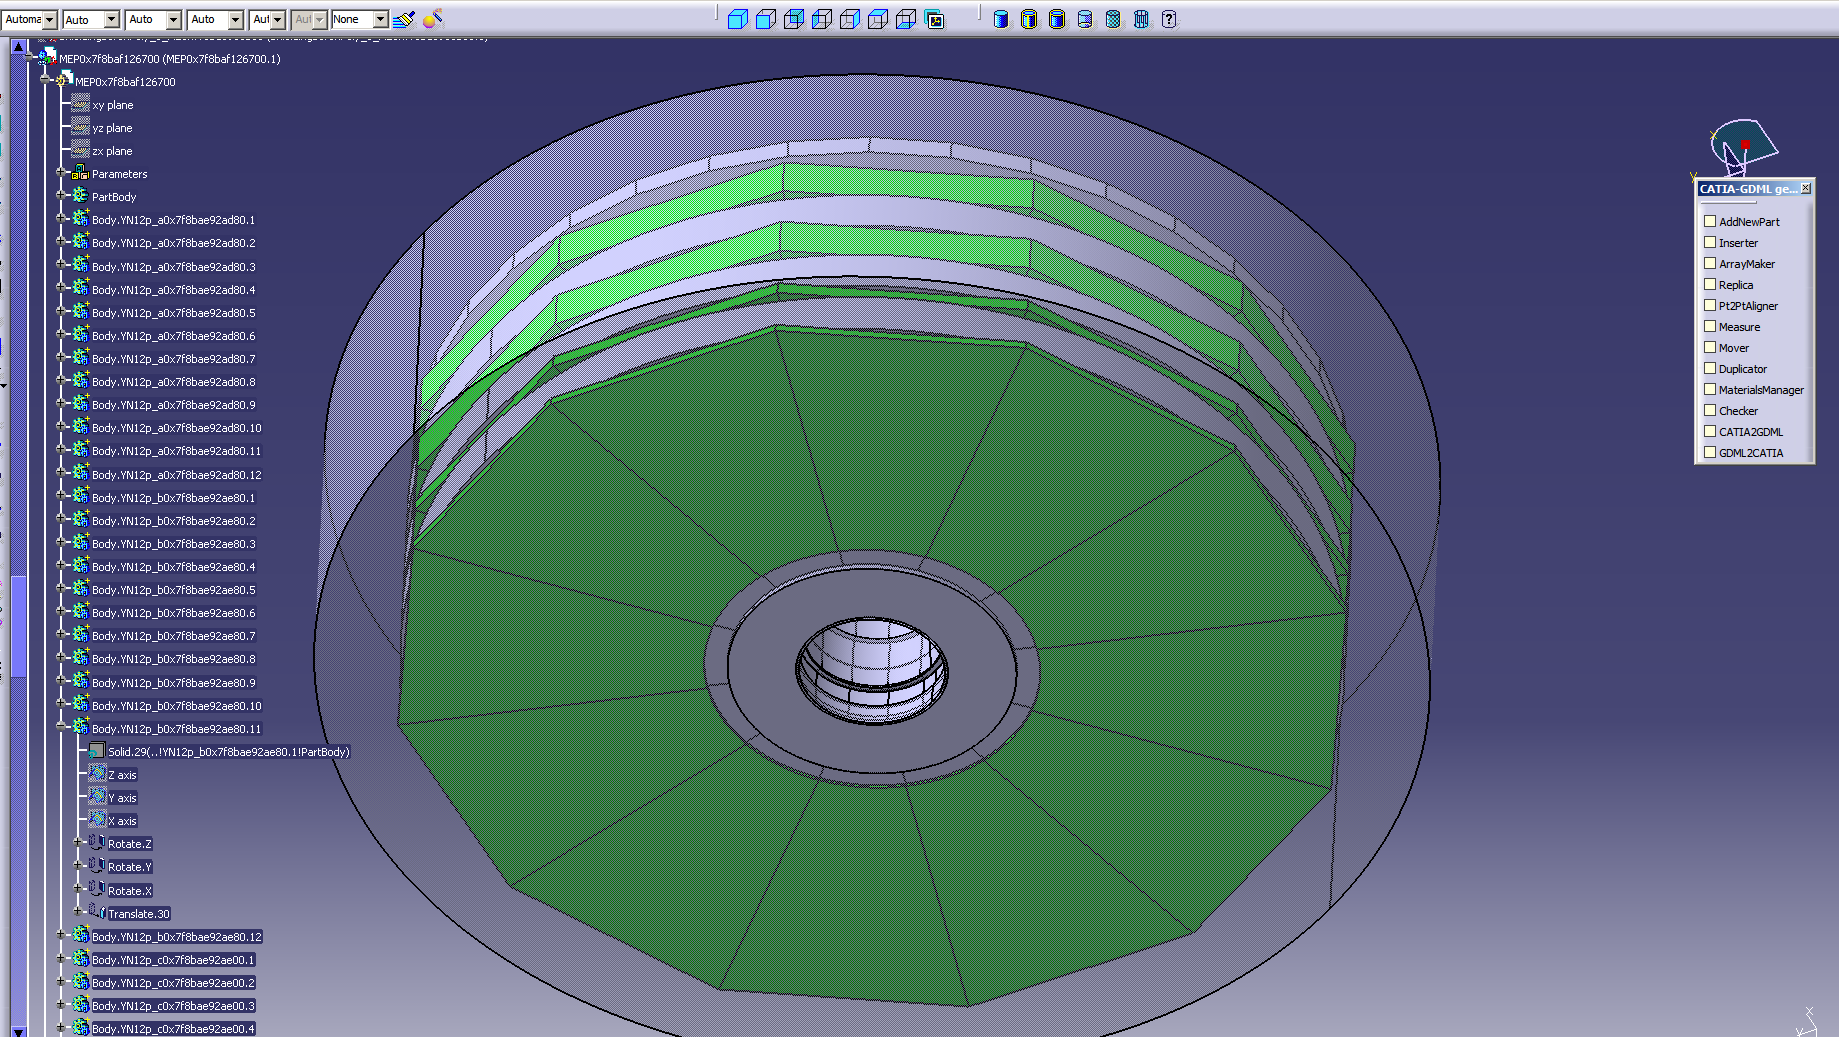 Automa Auto Auto Auto Aut Aut None
MEP0x7f8baf126700 (MEP0x7f8baf126700.1)
MEP0x7f8baf126700
xy plane
yz plane
zx plane
Parameters
PartBody
Body.YN12p_a0x7f8bae92ad80.1
Body.YN12p_a0x7f8bae92ad80.2
Body.YN12p_a0x7f8bae92ad80.3
Body.YN12p_a0x7f8bae92ad80.4
Body.YN12p_a0x7f8bae92ad80.5
Body.YN12p_a0x7f8bae92ad80.6
Body.YN12p_a0x7f8bae92ad80.7
Body.YN12p_a0x7f8bae92ad80.8
Body.YN12p_a0x7f8bae92ad80.9
Body.YN12p_a0x7f8bae92ad80.10
Body.YN12p_a0x7f8bae92ad80.11
Body.YN12p_a0x7f8bae92ad80.12
Body.YN12p_b0x7f8bae92ae80.1
Body.YN12p_b0x7f8bae92ae80.2
Body.YN12p_b0x7f8bae92ae80.3
Body.YN12p_b0x7f8bae92ae80.4
Body.YN12p_b0x7f8bae92ae80.5
Body.YN12p_b0x7f8bae92ae80.6
Body.YN12p_b0x7f8bae92ae80.7
Body.YN12p_b0x7f8bae92ae80.8
Body.YN12p_b0x7f8bae92ae80.9
Body.YN12p_b0x7f8bae92ae80.10
Body.YN12p_b0x7f8bae92ae80.11
Solid.29(..!YN12p_b0x7f8bae92ae80.1!PartBody)
Z axis
Y axis
X axis
Rotate.Z
Rotate.Y
Rotate.X
Translate.30
Body.YN12p_b0x7f8bae92ae80.12
Body.YN12p_c0x7f8bae92ae00.1
Body.YN12p_c0x7f8bae92ae00.2
Body.YN12p_c0x7f8bae92ae00.3
Body.YN12p_c0x7f8bae92ae00.4
x
y
CATIA-GDML ge...
AddNewPart
Inserter
ArrayMaker
Replica
Pt2PtAligner
Measure
Mover
Duplicator
MaterialsManager
Checker
CATIA2GDML
GDML2CATIA
X
Y